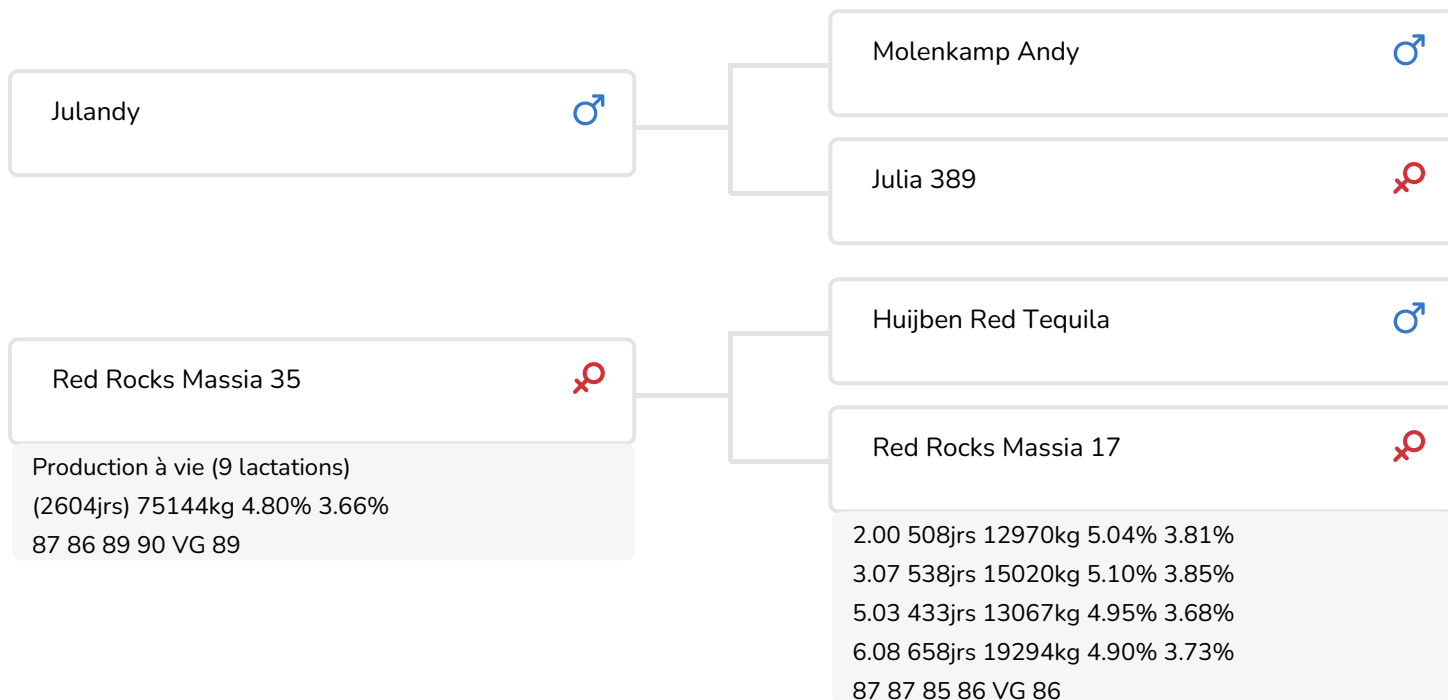 Julandy
Molenkamp Andy
Julia 389
Red Rocks Massia 35
Production à vie (9 lactations)
(2604jrs) 75144kg 4.80% 3.66%
87 86 89 90 VG 89
Huijben Red Tequila
Red Rocks Massia 17
2.00 508jrs 12970kg 5.04% 3.81%
3.07 538jrs 15020kg 5.10% 3.85%
5.03 433jrs 13067kg 4.95% 3.68%
6.08 658jrs 19294kg 4.90% 3.73%
87 87 85 86 VG 86